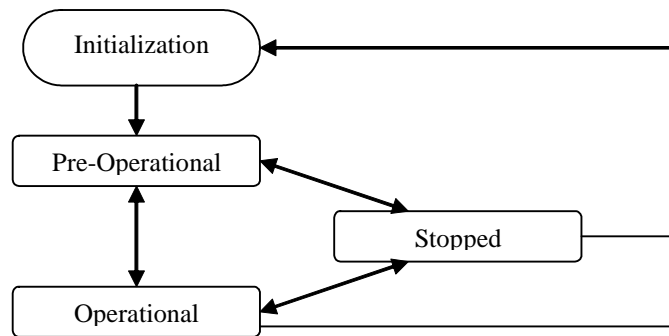 Initialization
Pre-Operational
Stopped
Operational